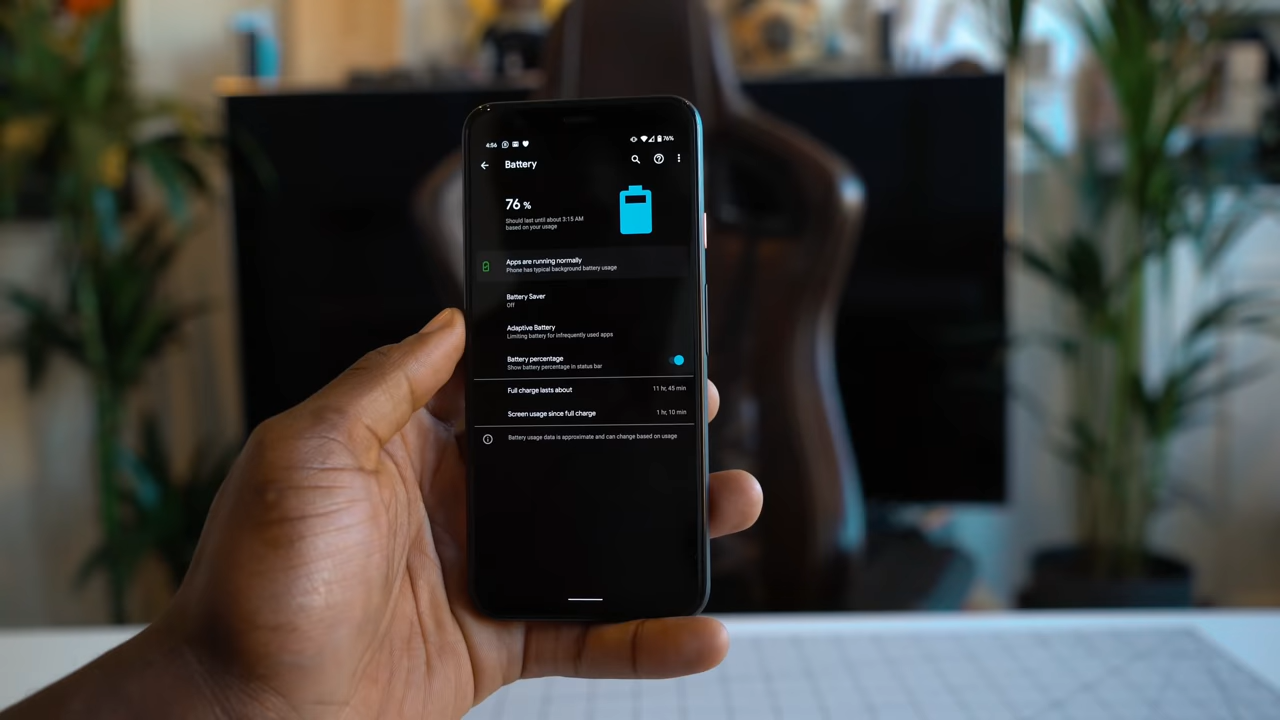 4:56
76%
Battery
76 %
Should last until about 3:15 AM
based on your usage
Apps are running normally
Phone has typical background battery usage
Battery Saver
Off
Adaptive Battery
Limiting battery for infrequently used apps
Battery percentage
Show battery percentage in status bar
Full charge lasts about
11 hr, 45 min
Screen usage since full charge
1 hr, 10 min
Battery usage data is approximate and can change based on usage